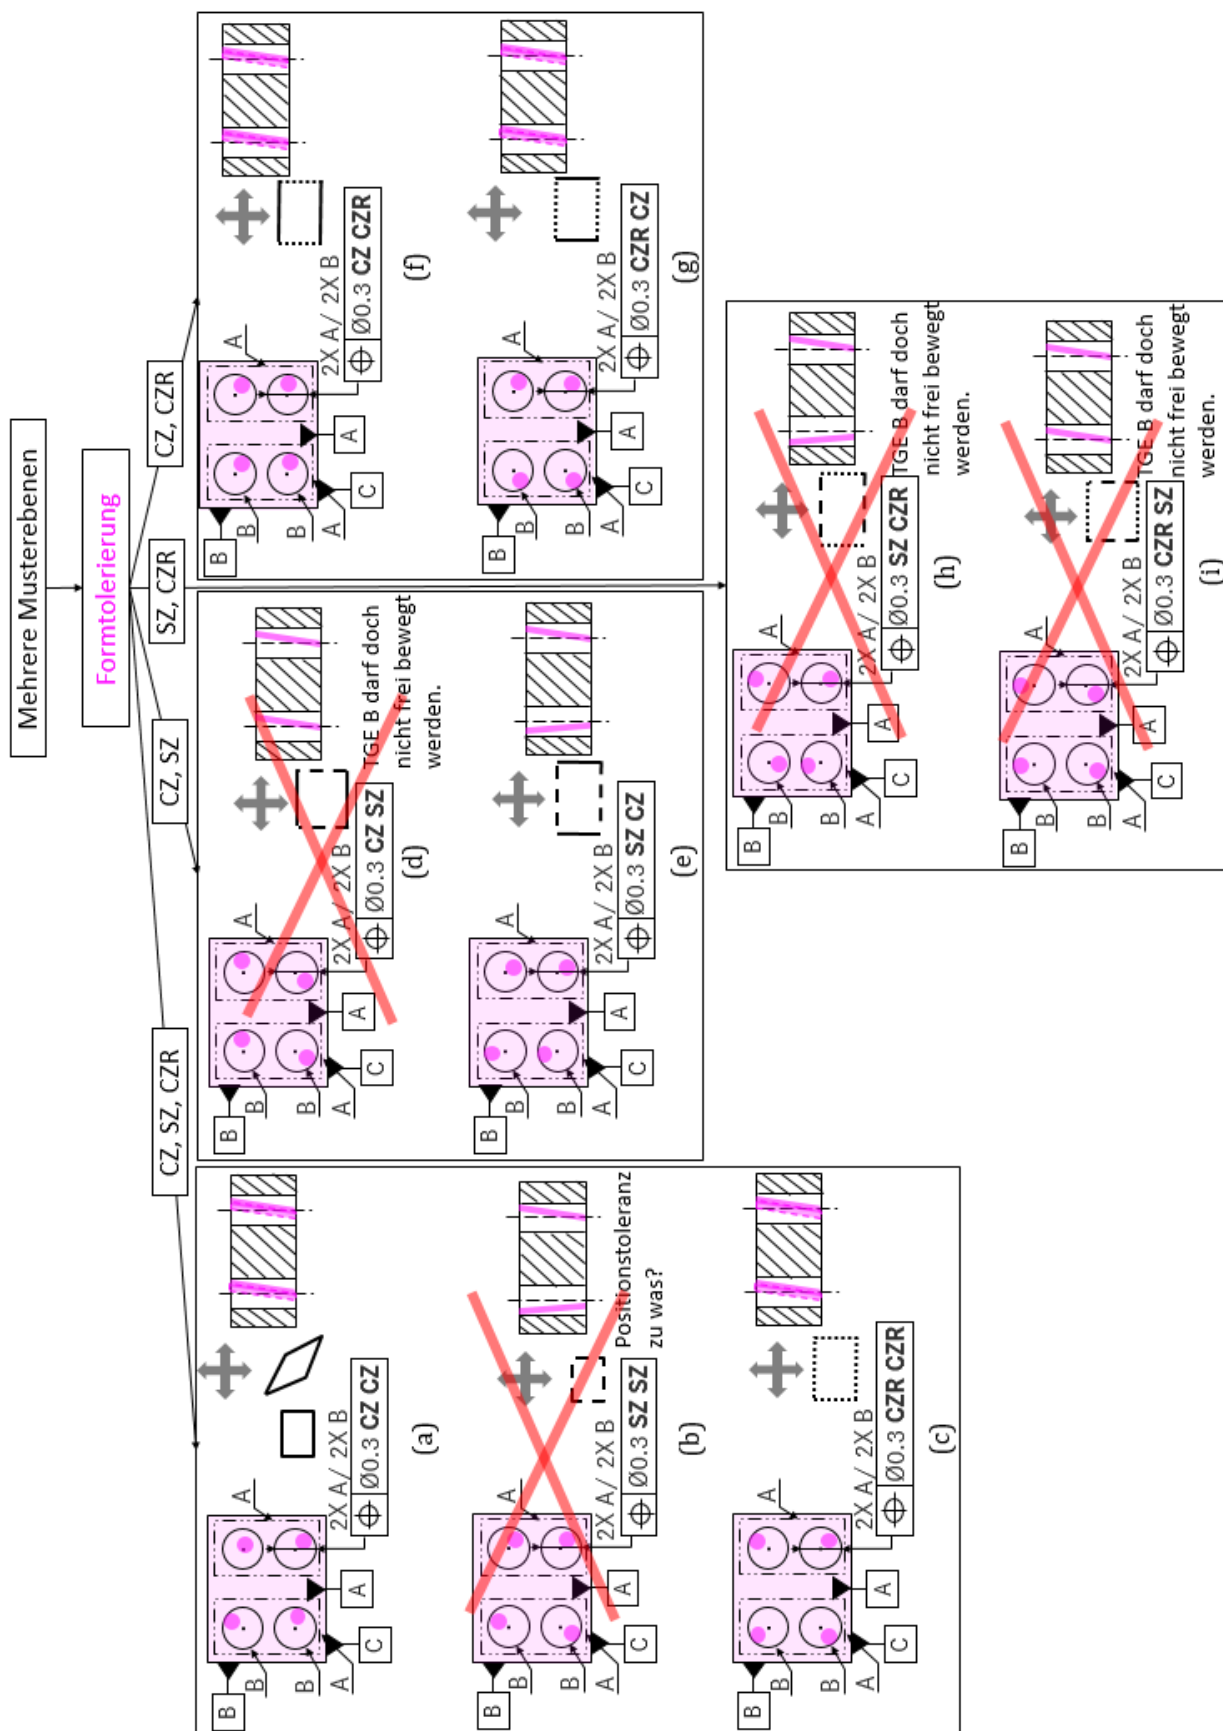 Mehrere Musterebenen
Formtolerierung
CZ, SZ, CZR
CZ, SZ
SZ, CZR
CZ, CZR
B
B
B
A
A
C
A
2X A/ 2X B
Ø0.3 CZ CZ
(a)
B
B
B
A
A
C
A
2X A/ 2X B
Ø0.3 SZ SZ
Positionstoleranz
zu was?
(b)
B
B
B
A
A
C
A
2X A/ 2X B
Ø0.3 CZR CZR
(c)
B
B
B
A
A
C
A
2X A/ 2X B
Ø0.3 CZ SZ
TGE B darf doch
nicht frei bewegt
werden.
(d)
B
B
B
A
A
C
A
2X A/ 2X B
Ø0.3 SZ CZ
(e)
B
B
B
A
A
C
A
2X A/ 2X B
Ø0.3 CZ CZR
(f)
B
B
B
A
A
C
A
2X A/ 2X B
Ø0.3 CZR CZ
(g)
B
B
B
A
A
C
A
2X A/ 2X B
Ø0.3 SZ CZR
TGE B darf doch
nicht frei bewegt
werden.
(h)
B
B
B
A
A
C
A
2X A/ 2X B
Ø0.3 CZR SZ
TGE B darf doch
nicht frei bewegt
werden.
(i)